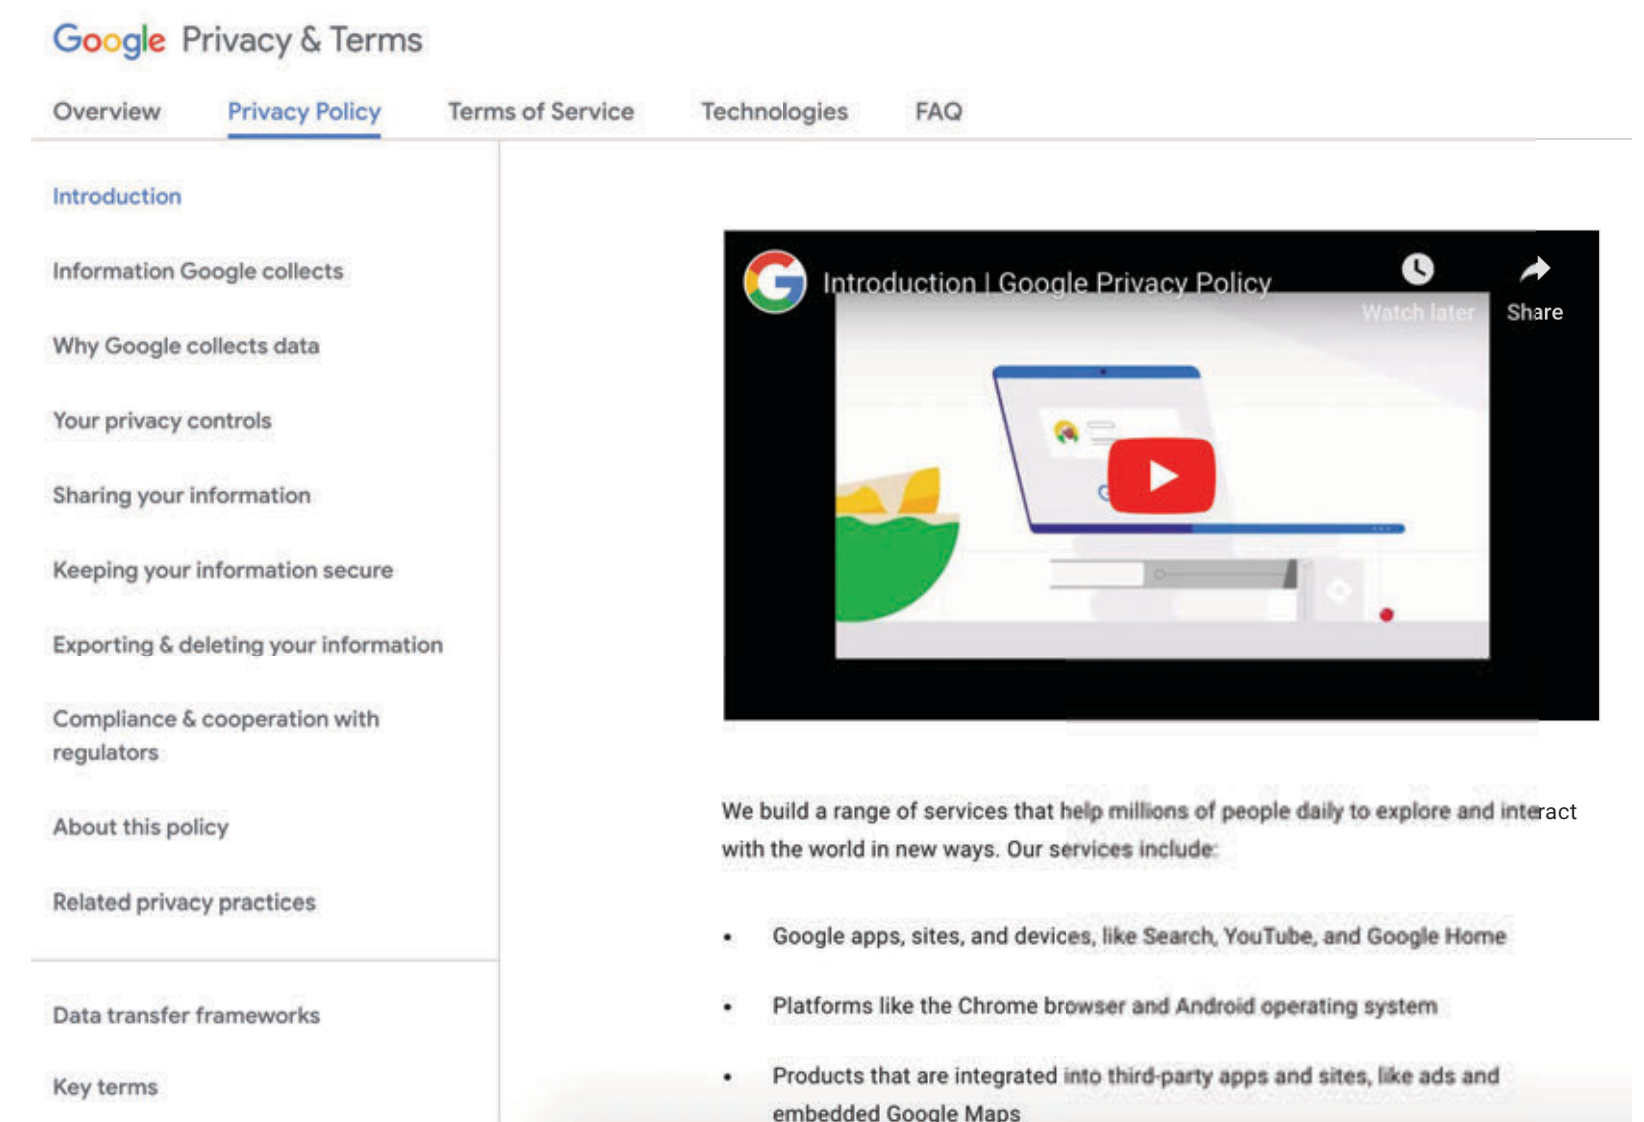 Google Privacy & Terms
Overview Privacy Policy Terms of Service Technologies FAQ
Introduction
Information Google collects
Why Google collects data
Your privacy controls
Sharing your information
Keeping your information secure
Exporting & deleting your information
Compliance & cooperation with
regulators
About this policy
Related privacy practices
Data transfer frameworks
Key terms
Introduction | Google Privacy Policy
Watch later
Share
We build a range of services that help millions of people daily to explore and interact
with the world in new ways. Our services include:
• Google apps, sites, and devices, like Search, YouTube, and Google Home
• Platforms like the Chrome browser and Android operating system
• Products that are integrated into third-party apps and sites, like ads and
embedded Google Maps